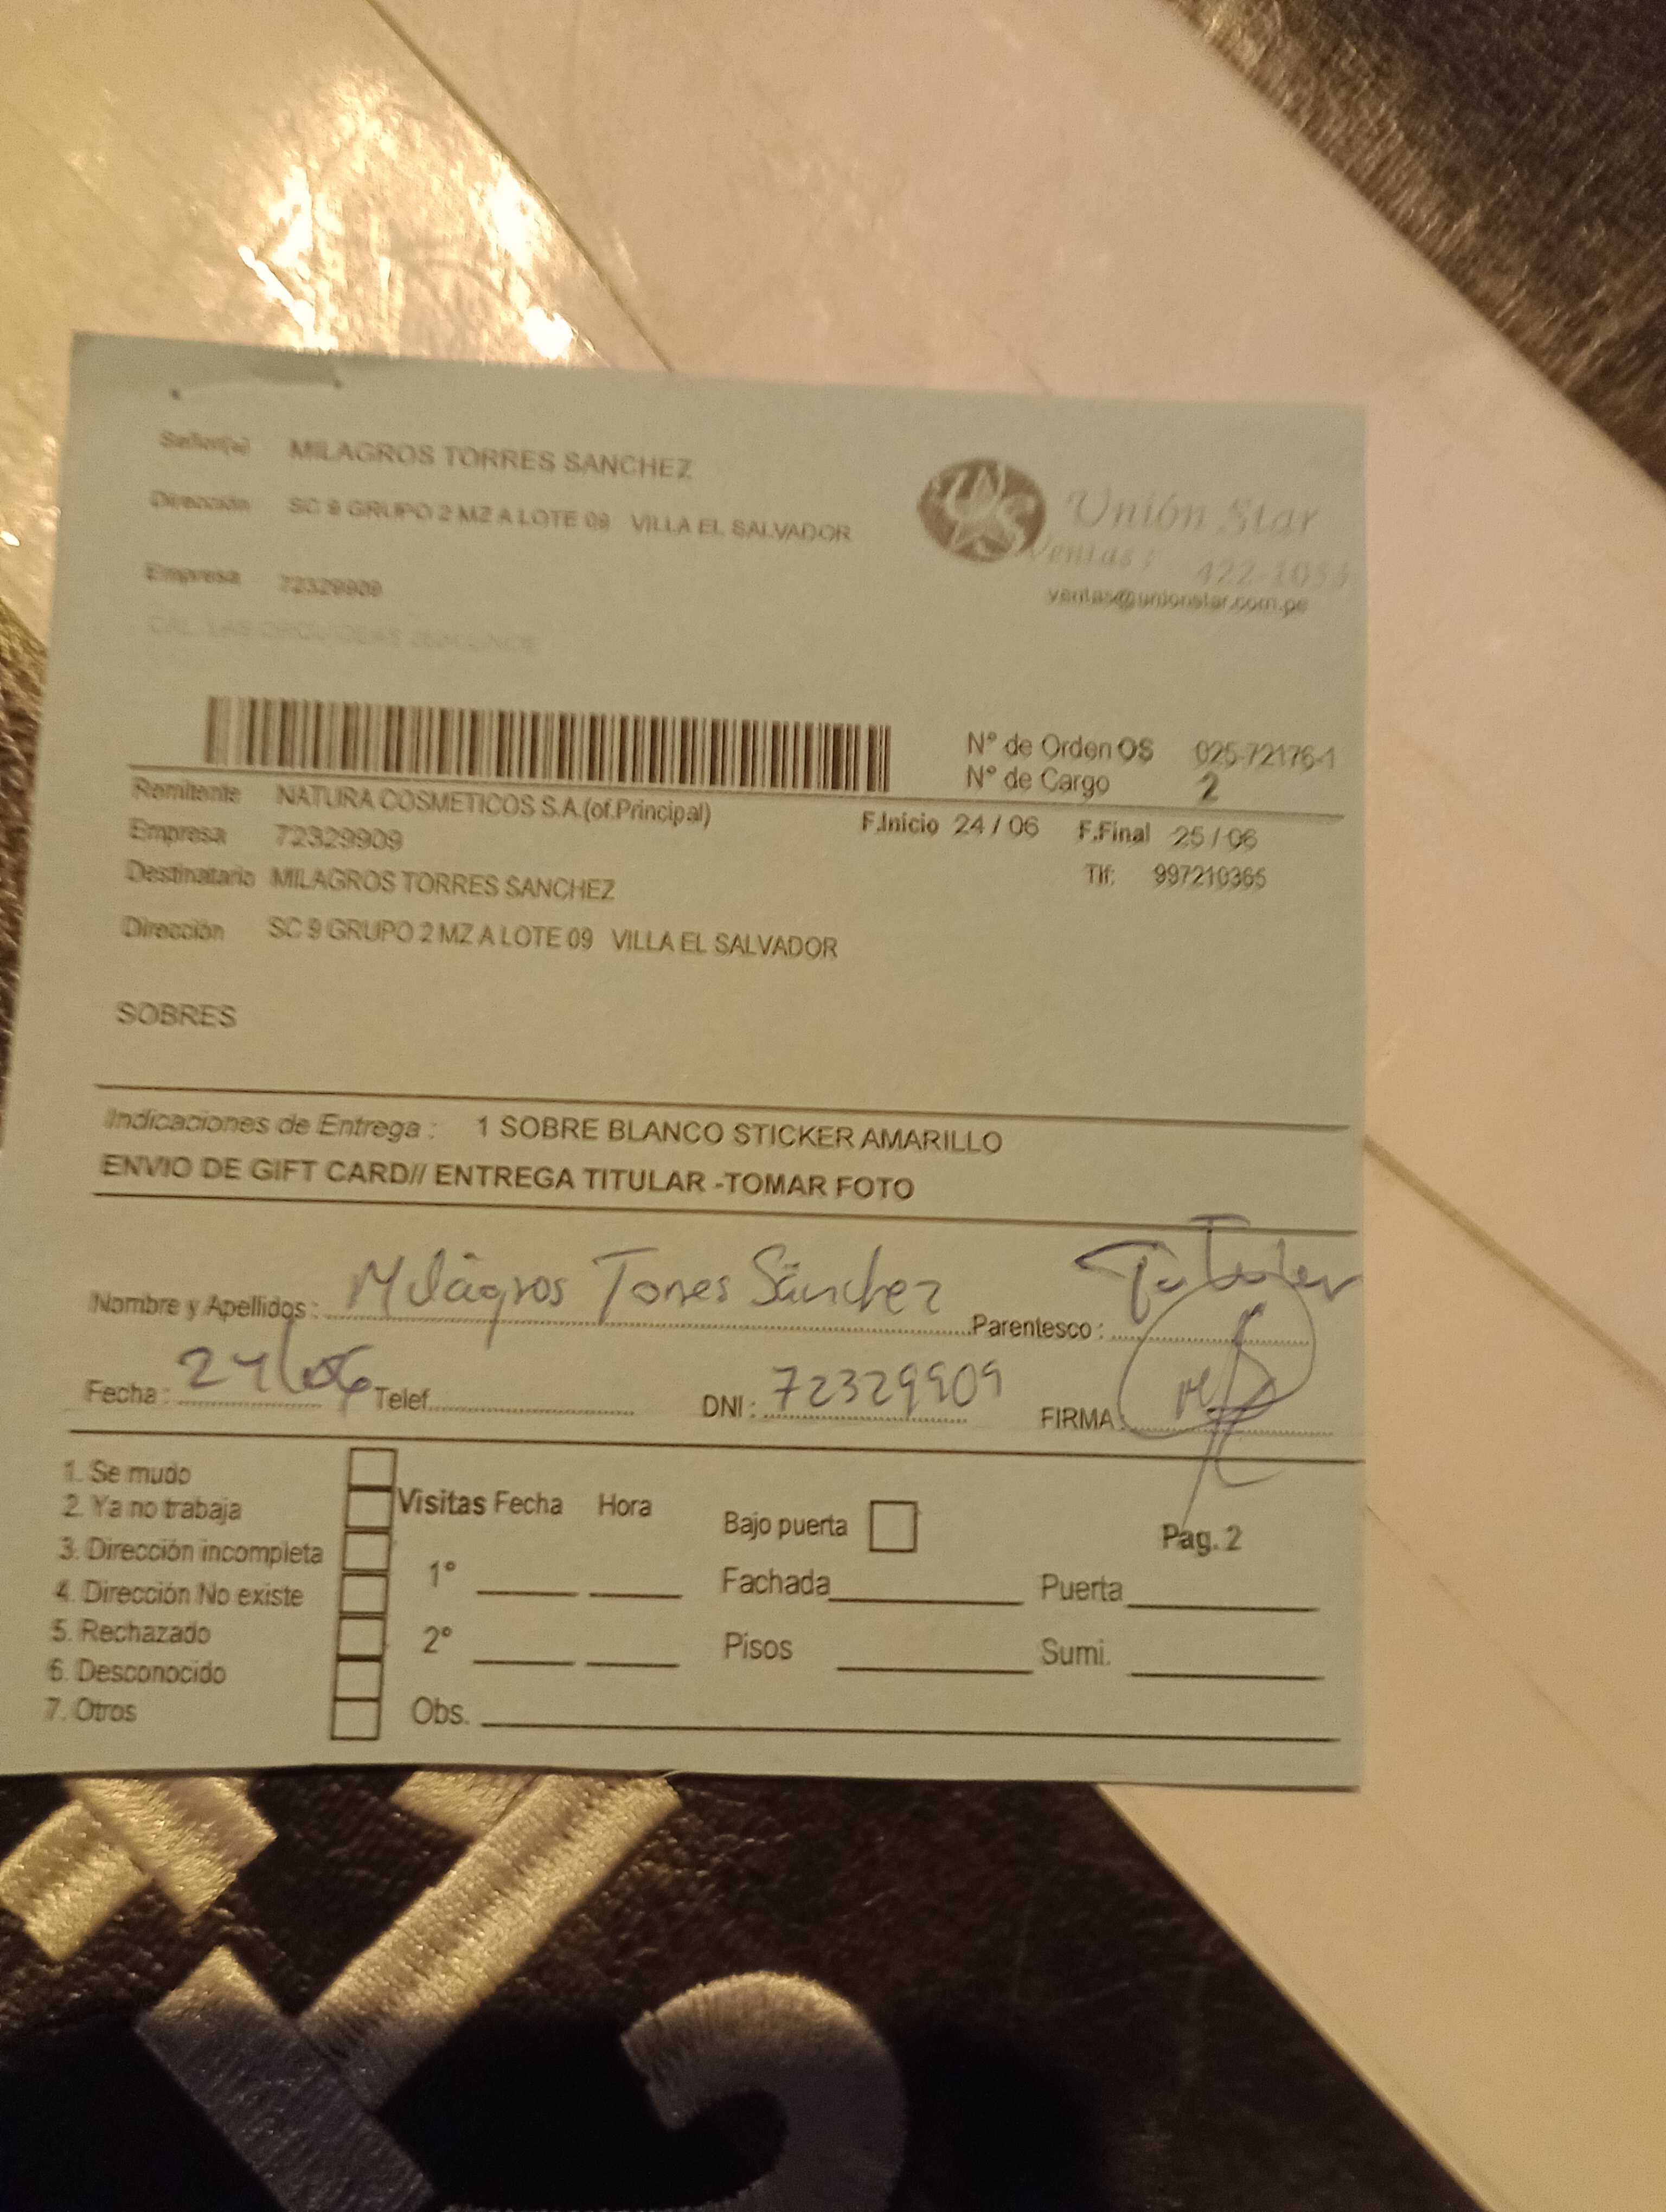 Señor(a) MILAGROS TORRES SANCHEZ
Dirección SC 9 GRUPO 2 MZ A LOTE 09 VILLA EL SALVADOR
Unión Star
Ventas: 422-105
Empresa 72329909
ventas@unionstar.com.pe
CAL. LAS ORQUIDEAS
Nº de Orden OS 025-72176-1
Nº de Cargo 2
Remitente NATURA COSMETICOS S.A.(of.Principal)
F.Inicio 24 / 06 F.Final 25 / 06
Empresa 72329909
Tlf: 997210365
Destinatario MILAGROS TORRES SANCHEZ
Dirección SC 9 GRUPO 2 MZ A LOTE 09 VILLA EL SALVADOR
SOBRES
Indicaciones de Entrega : 1 SOBRE BLANCO STICKER AMARILLO
ENVIO DE GIFT CARD// ENTREGA TITULAR -TOMAR FOTO
Nombre y Apellidos : Milagros Torres Sánchez Parentesco :
Fecha : 24/06 Telef. DNI : 72329909 FIRMA
1. Se mudo
2. Ya no trabaja
3. Dirección incompleta
4. Dirección No existe
5. Rechazado
6. Desconocido
7. Otros
Visitas Fecha Hora
1°
2°
Obs.
Bajo puerta
Pag. 2
Fachada Puerta
Pisos Sumi.